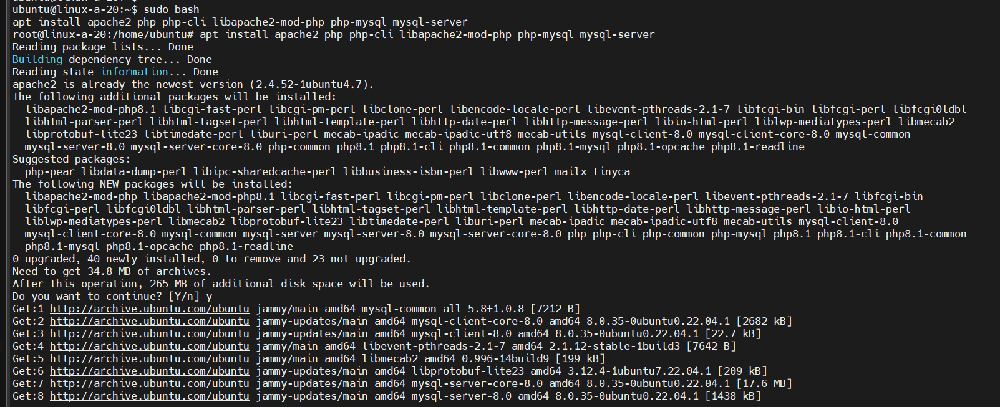 ubuntu@linux-a-20:~$ sudo bash
apt install apache2 php php-cli libapache2-mod-php php-mysql mysql-server
root@linux-a-20:/home/ubuntu# apt install apache2 php php-cli libapache2-mod-php php-mysql mysql-server
Reading package lists... Done
Building dependency tree... Done
Reading state information... Done
apache2 is already the newest version (2.4.52-1ubuntu4.7).
The following additional packages will be installed:
  libapache2-mod-php8.1 libcgi-fast-perl libcgi-pm-perl libclone-perl libencode-locale-perl libevent-pthreads-2.1-7 libfcgi-bin libfcgi-perl libfcgi0ldbl
  libhtml-parser-perl libhtml-tagset-perl libhtml-template-perl libhttp-date-perl libhttp-message-perl libio-html-perl liblwp-mediatypes-perl libmecab2
  libprotobuf-lite23 libtimedate-perl liburi-perl mecab-ipadic mecab-ipadic-utf8 mecab-utils mysql-client-8.0 mysql-client-core-8.0 mysql-common
  mysql-server-8.0 mysql-server-core-8.0 php-common php8.1 php8.1-cli php8.1-common php8.1-mysql php8.1-opcache php8.1-readline
Suggested packages:
  php-pear libdata-dump-perl libipc-sharedcache-perl libbusiness-isbn-perl libwww-perl mailx tinyca
The following NEW packages will be installed:
  libapache2-mod-php libapache2-mod-php8.1 libcgi-fast-perl libcgi-pm-perl libclone-perl libencode-locale-perl libevent-pthreads-2.1-7 libfcgi-bin
  libfcgi-perl libfcgi0ldbl libhtml-parser-perl libhtml-tagset-perl libhtml-template-perl libhttp-date-perl libhttp-message-perl libio-html-perl
  liblwp-mediatypes-perl libmecab2 libprotobuf-lite23 libtimedate-perl liburi-perl mecab-ipadic mecab-ipadic-utf8 mecab-utils mysql-client-8.0
  mysql-client-core-8.0 mysql-common mysql-server mysql-server-8.0 mysql-server-core-8.0 php php-cli php-common php-mysql php8.1 php8.1-cli php8.1-common
  php8.1-mysql php8.1-opcache php8.1-readline
0 upgraded, 40 newly installed, 0 to remove and 23 not upgraded.
Need to get 34.8 MB of archives.
After this operation, 265 MB of additional disk space will be used.
Do you want to continue? [Y/n] y
Get:1 http://archive.ubuntu.com/ubuntu jammy/main amd64 mysql-common all 5.8+1.0.8 [7212 B]
Get:2 http://archive.ubuntu.com/ubuntu jammy-updates/main amd64 mysql-client-core-8.0 amd64 8.0.35-0ubuntu0.22.04.1 [2682 kB]
Get:3 http://archive.ubuntu.com/ubuntu jammy-updates/main amd64 mysql-client-8.0 amd64 8.0.35-0ubuntu0.22.04.1 [22.7 kB]
Get:4 http://archive.ubuntu.com/ubuntu jammy/main amd64 libevent-pthreads-2.1-7 amd64 2.1.12-stable-1build3 [7642 B]
Get:5 http://archive.ubuntu.com/ubuntu jammy/main amd64 libmecab2 amd64 0.996-14build9 [199 kB]
Get:6 http://archive.ubuntu.com/ubuntu jammy-updates/main amd64 libprotobuf-lite23 amd64 3.12.4-1ubuntu7.22.04.1 [209 kB]
Get:7 http://archive.ubuntu.com/ubuntu jammy-updates/main amd64 mysql-server-core-8.0 amd64 8.0.35-0ubuntu0.22.04.1 [17.6 MB]
Get:8 http://archive.ubuntu.com/ubuntu jammy-updates/main amd64 mysql-server-8.0 amd64 8.0.35-0ubuntu0.22.04.1 [1438 kB]